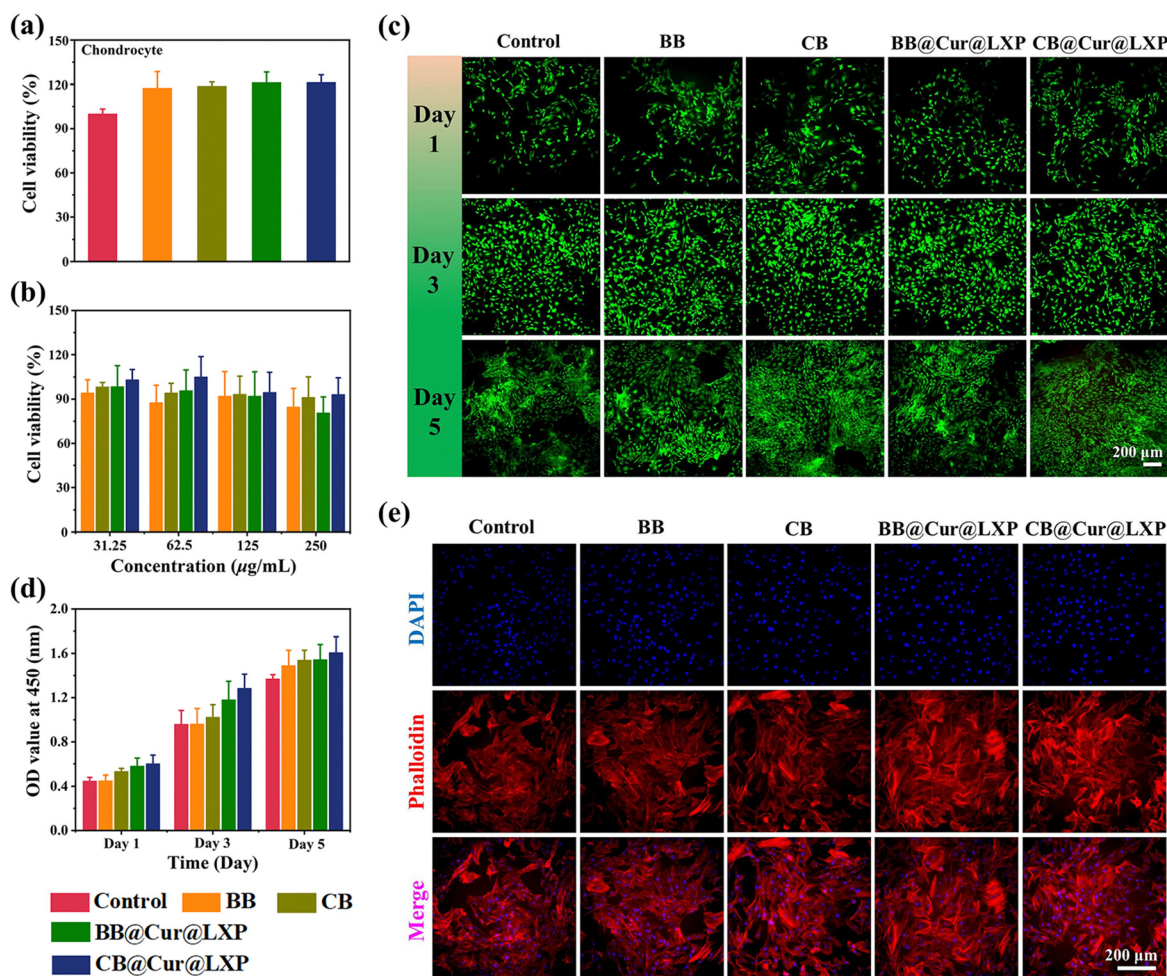 (a)
Chondrocyte
Cell viability (%)
150
120
90
60
30
0
(b)
Cell viability (%)
150
120
90
60
30
0
31.25 62.5 125 250
Concentration (μg/mL)
(d)
OD value at 450 (nm)
2.0
1.6
1.2
0.8
0.4
0.0
Day 1 Day 3 Day 5
Time (Day)
Control BB CB
BB@Cur@LXP
CB@Cur@LXP
(c)
Control BB CB BB@Cur@LXP CB@Cur@LXP
Day
1
Day
3
Day
5
200 μm
(e)
Control BB CB BB@Cur@LXP CB@Cur@LXP
DAPI
Phalloidin
Merge
200 μm